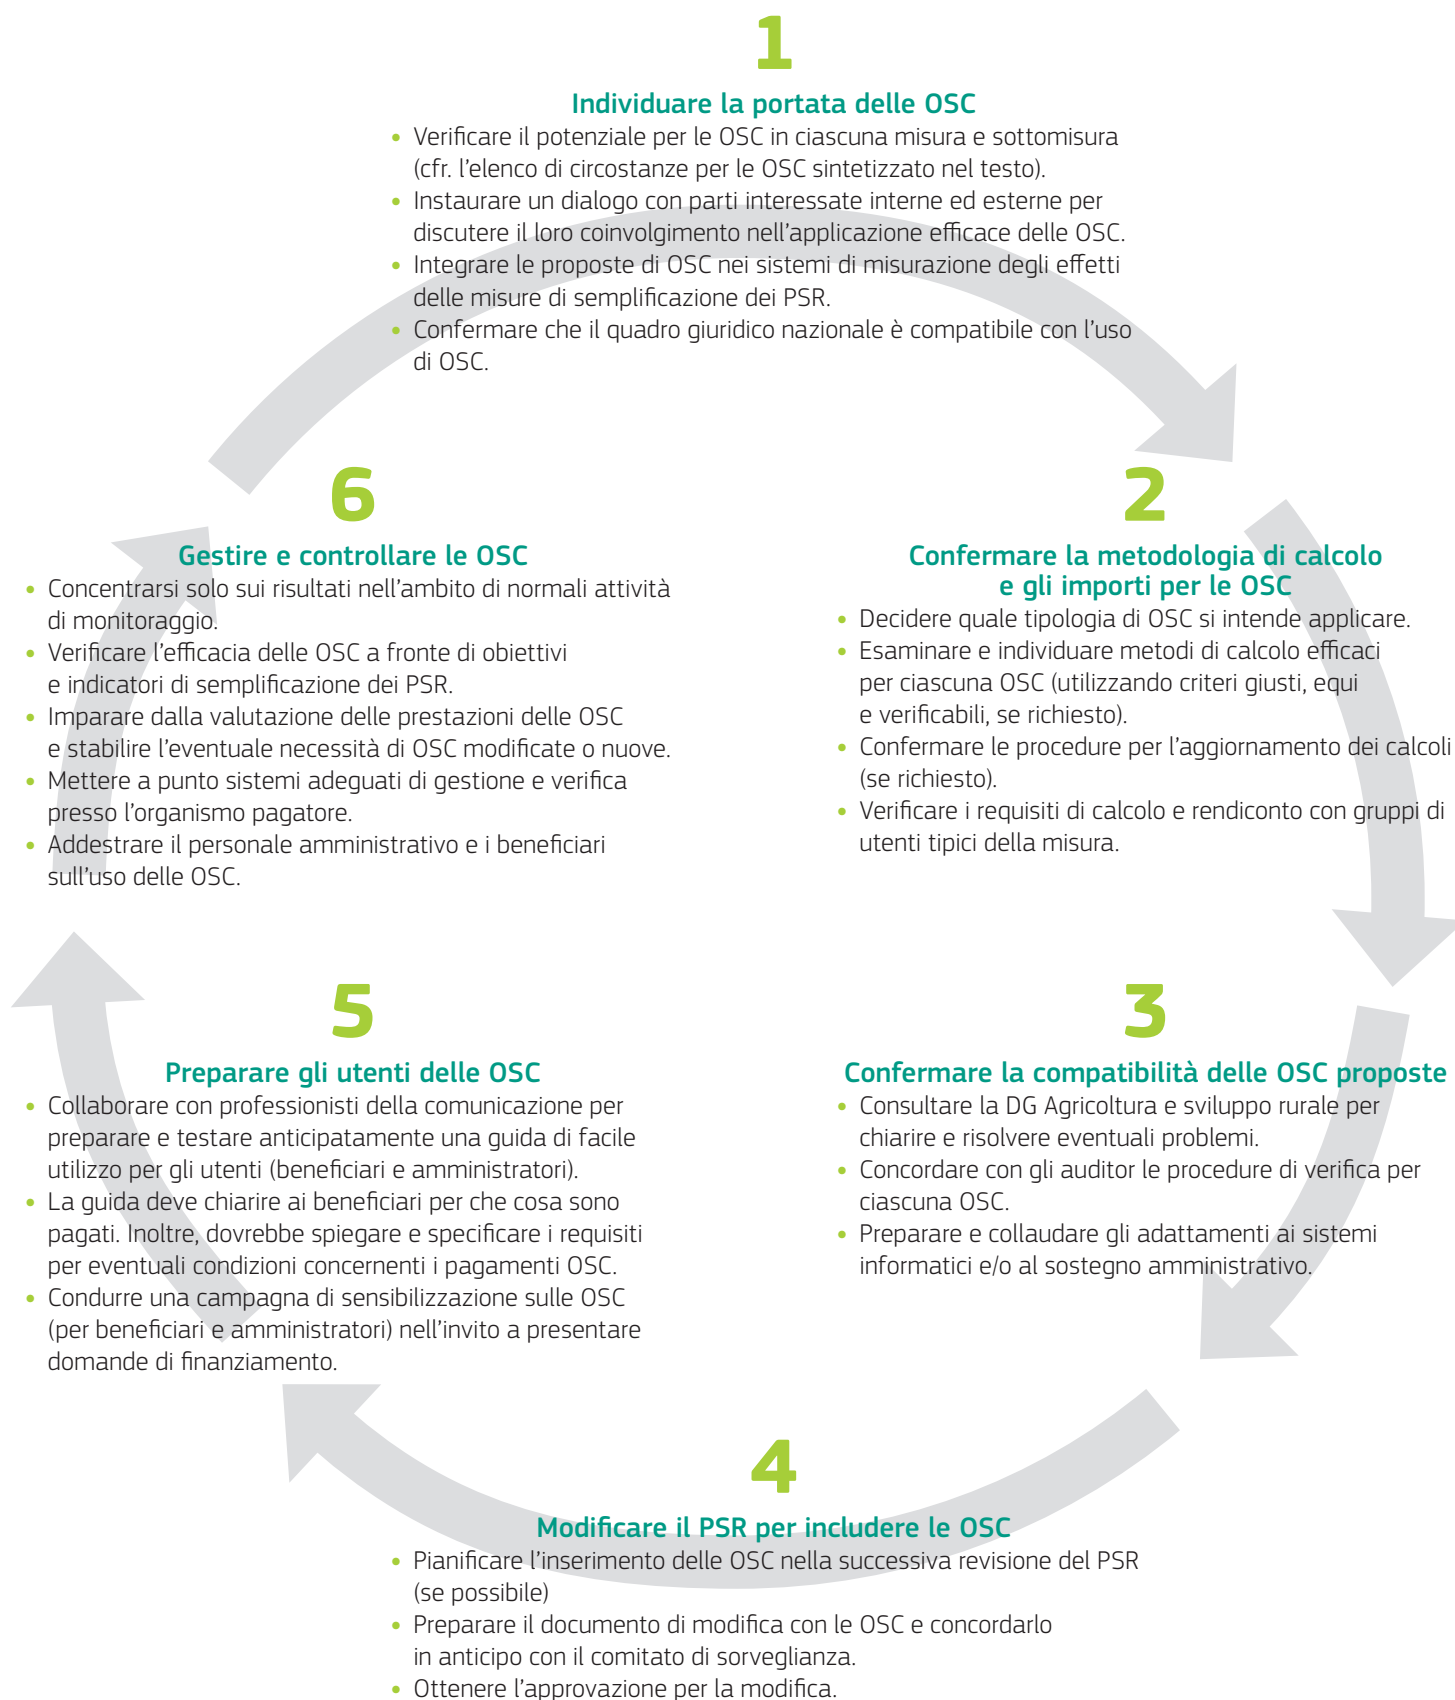 1
Individuare la portata delle OSC
• Verificare il potenziale per le OSC in ciascuna misura e sottomisura
(cfr. l'elenco di circostanze per le OSC sintetizzato nel testo).
• Instaurare un dialogo con parti interessate interne ed esterne per
discutere il loro coinvolgimento nell'applicazione efficace delle OSC.
• Integrare le proposte di OSC nei sistemi di misurazione degli effetti
delle misure di semplificazione dei PSR.
• Confermare che il quadro giuridico nazionale è compatibile con l'uso
di OSC.
2
Confermare la metodologia di calcolo
e gli importi per le OSC
• Decidere quale tipologia di OSC si intende applicare.
• Esaminare e individuare metodi di calcolo efficaci
per ciascuna OSC (utilizzando criteri giusti, equi
e verificabili, se richiesto).
• Confermare le procedure per l'aggiornamento dei calcoli
(se richiesto).
• Verificare i requisiti di calcolo e rendiconto con gruppi di
utenti tipici della misura.
3
Confermare la compatibilità delle OSC proposte
• Consultare la DG Agricoltura e sviluppo rurale per
chiarire e risolvere eventuali problemi.
• Concordare con gli auditor le procedure di verifica per
ciascuna OSC.
• Preparare e collaudare gli adattamenti ai sistemi
informatici e/o al sostegno amministrativo.
4
Modificare il PSR per includere le OSC
• Pianificare l'inserimento delle OSC nella successiva revisione del PSR
(se possibile)
• Preparare il documento di modifica con le OSC e concordarlo
in anticipo con il comitato di sorveglianza.
• Ottenere l'approvazione per la modifica.
5
Preparare gli utenti delle OSC
• Collaborare con professionisti della comunicazione per
preparare e testare anticipatamente una guida di facile
utilizzo per gli utenti (beneficiari e amministratori).
• La guida deve chiarire ai beneficiari per che cosa sono
pagati. Inoltre, dovrebbe spiegare e specificare i requisiti
per eventuali condizioni concernenti i pagamenti OSC.
• Condurre una campagna di sensibilizzazione sulle OSC
(per beneficiari e amministratori) nell'invito a presentare
domande di finanziamento.
6
Gestire e controllare le OSC
• Concentrarsi solo sui risultati nell'ambito di normali attività
di monitoraggio.
• Verificare l'efficacia delle OSC a fronte di obiettivi
e indicatori di semplificazione dei PSR.
• Imparare dalla valutazione delle prestazioni delle OSC
e stabilire l'eventuale necessità di OSC modificate o nuove.
• Mettere a punto sistemi adeguati di gestione e verifica
presso l'organismo pagatore.
• Addestrare il personale amministrativo e i beneficiari
sull'uso delle OSC.